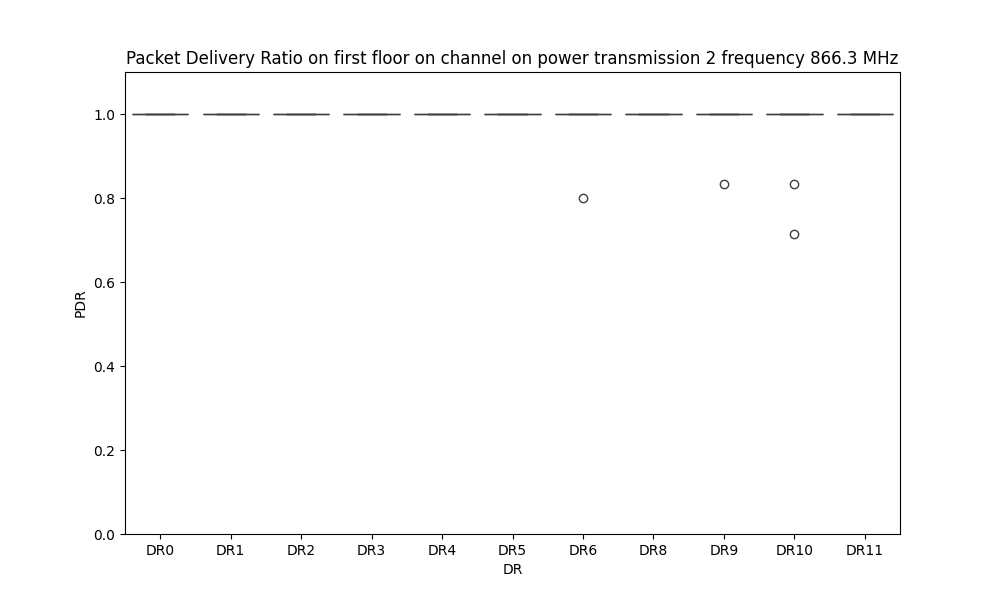 Packet Delivery Ratio on first floor on channel on power transmission 2 frequency 866.3 MHz
1.0
0.8
0.6
0.4
0.2
0.0
PDR
DR0 DR1 DR2 DR3 DR4 DR5 DR6 DR8 DR9 DR10 DR11
DR